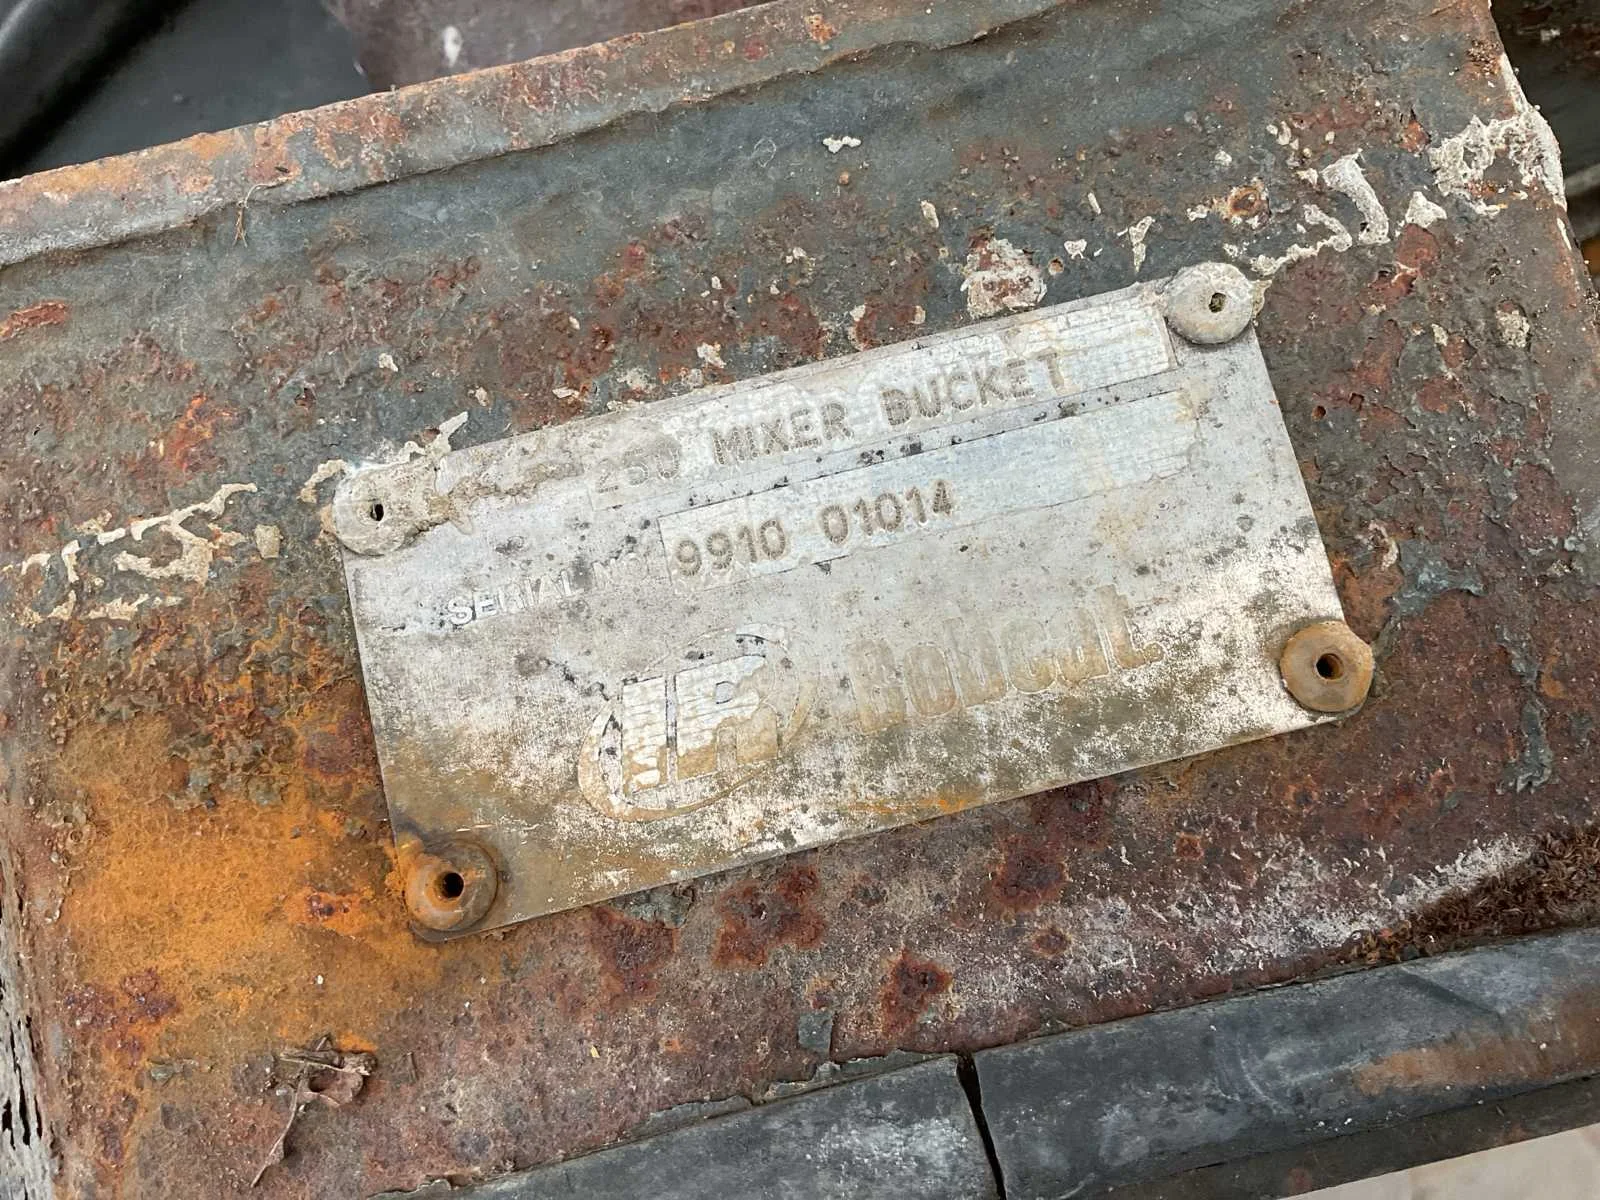 250 MIXER BUCKET
SERIAL NO. 9910 01014
IR Bobcat